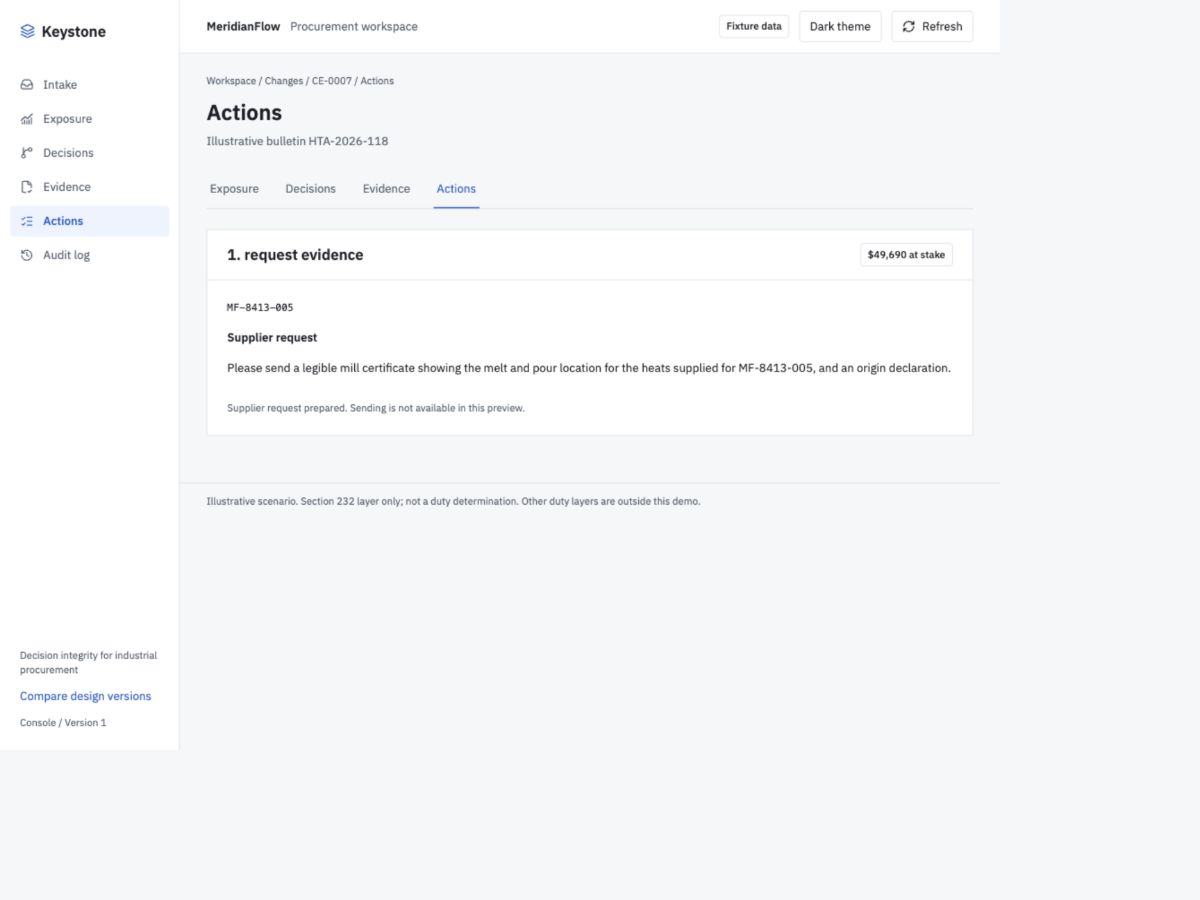 Keystone
Intake
Exposure
Decisions
Evidence
Actions
Audit log
Decision integrity for industrial
procurement
Compare design versions
Console / Version 1
MeridianFlow Procurement workspace
Fixture data
Dark theme
Refresh
Workspace / Changes / CE-0007 / Actions
Actions
Illustrative bulletin HTA-2026-118
Exposure Decisions Evidence Actions
1. request evidence
$49,690 at stake
MF-8413-005
Supplier request
Please send a legible mill certificate showing the melt and pour location for the heats supplied for MF-8413-005, and an origin declaration.
Supplier request prepared. Sending is not available in this preview.
Illustrative scenario. Section 232 layer only; not a duty determination. Other duty layers are outside this demo.